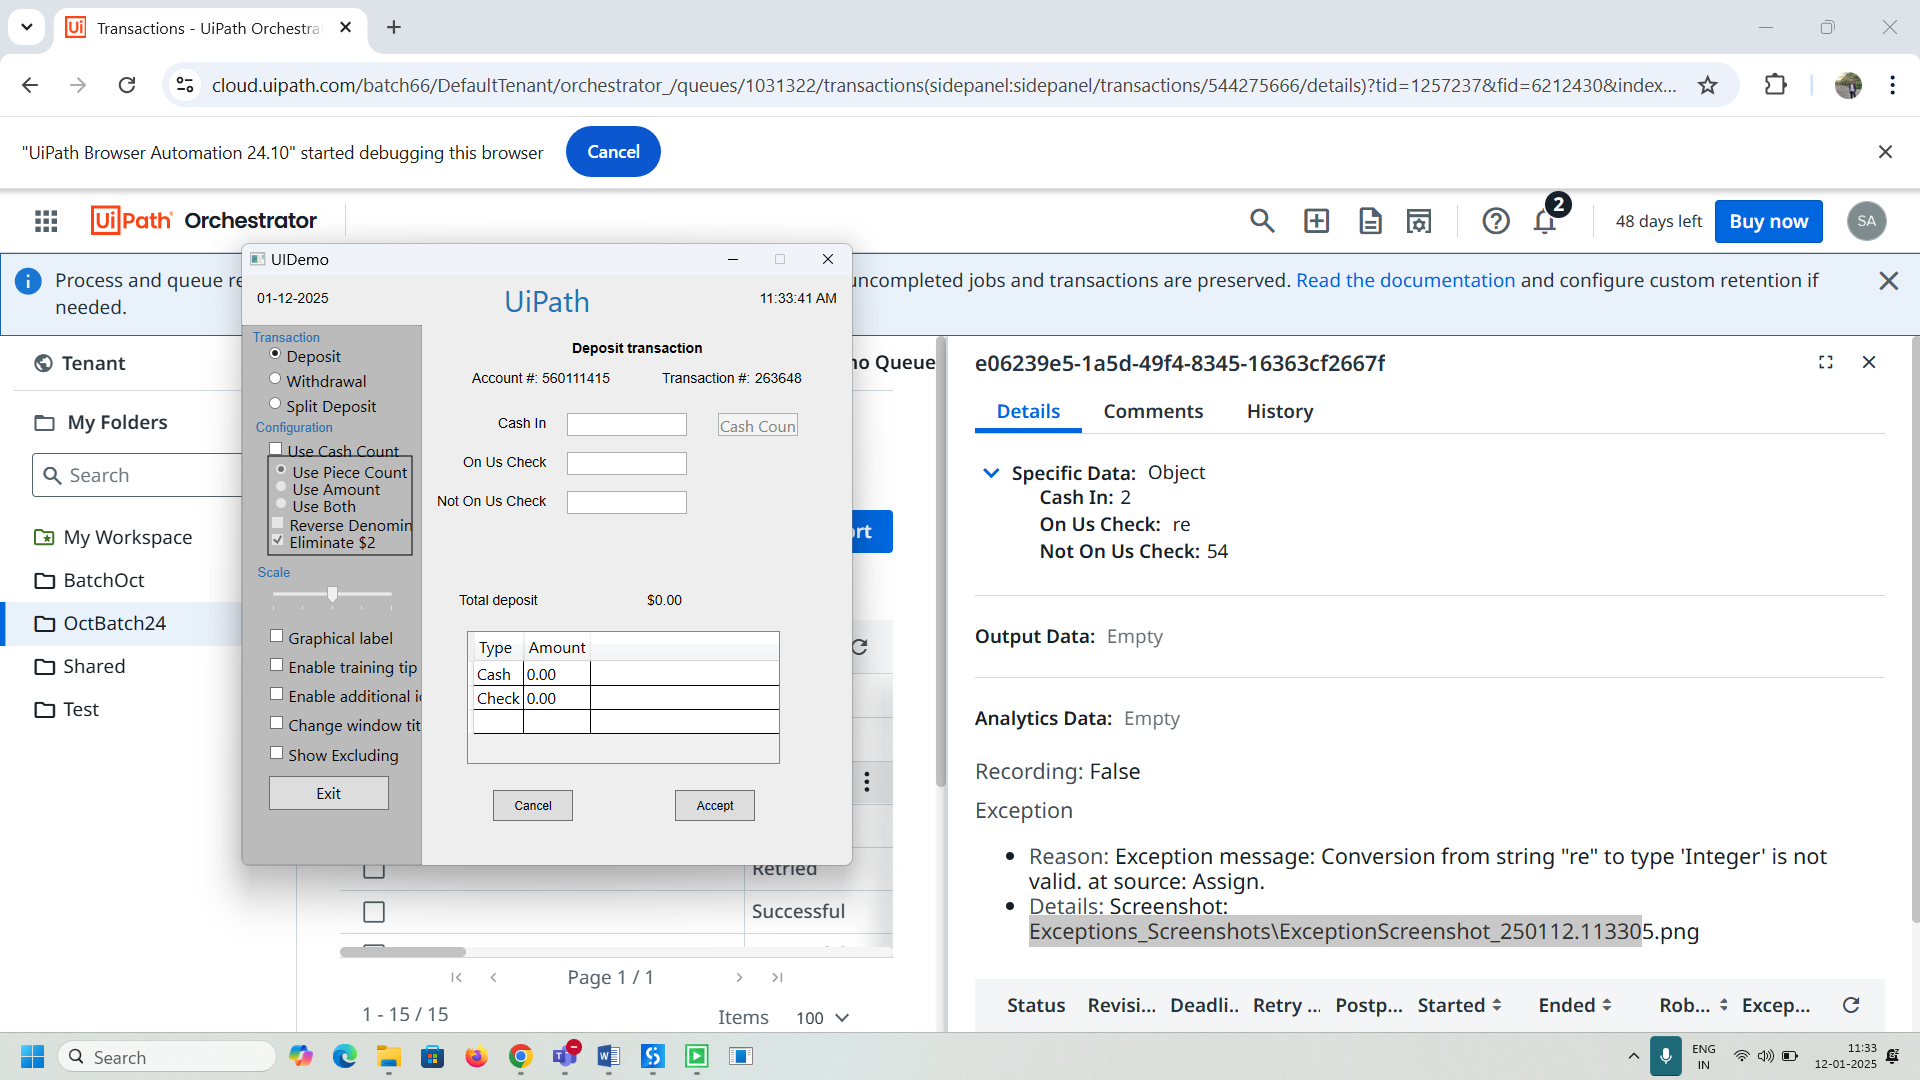 Transactions - UiPath Orchestra
cloud.uipath.com/batch66/DefaultTenant/orchestrator_/queues/1031322/transactions(sidepanel:sidepanel/transactions/544275666/details)?tid=1257237&fid=6212430&index...
"UiPath Browser Automation 24.10" started debugging this browser
Cancel
UiPath Orchestrator
2
48 days left
Buy now
SA
Process and queue re
uncompleted jobs and transactions are preserved. Read the documentation and configure custom retention if
needed.
UIDemo
01-12-2025
UiPath
11:33:41 AM
Transaction
Deposit
Withdrawal
Split Deposit
Configuration
Use Cash Count
Use Piece Count
Use Amount
Use Both
Reverse Denomin
Eliminate $2
Scale
Graphical label
Enable training tip
Enable additional i
Change window tit
Show Excluding
Exit
Deposit transaction
Account #: 560111415
Transaction #: 263648
Cash In
Cash Coun
On Us Check
Not On Us Check
Total deposit
$0.00
Type Amount
Cash 0.00
Check 0.00
Cancel
Accept
Tenant
My Folders
Search
My Workspace
BatchOct
OctBatch24
Shared
Test
no Queue
rt
Retried
Successful
Page 1 / 1
1 - 15 / 15
Items 100
e06239e5-1a5d-49f4-8345-16363cf2667f
Details Comments History
Specific Data: Object
Cash In: 2
On Us Check: re
Not On Us Check: 54
Output Data: Empty
Analytics Data: Empty
Recording: False
Exception
Reason: Exception message: Conversion from string "re" to type 'Integer' is not
valid. at source: Assign.
Details: Screenshot:
Exceptions_Screenshots\ExceptionScreenshot_250112.113305.png
Status Revisi... Deadli.. Retry ... Postp... Started Ended Rob... Excep...
Search
ENG
IN
11:33
12-01-2025